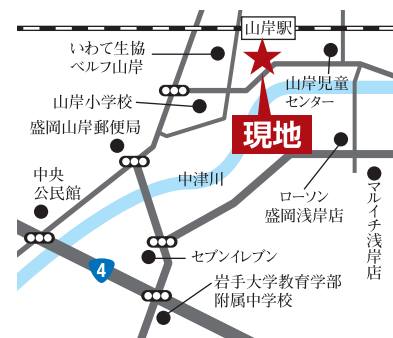 山岸駅
いわて生協
ベルフ山岸
山岸児童
センター
山岸小学校
盛岡山岸郵便局
現地
中央
公民館
中津川
ローソン
盛岡浅岸店
マルイチ浅岸店
セブンイレブン
4
岩手大学教育学部
附属中学校